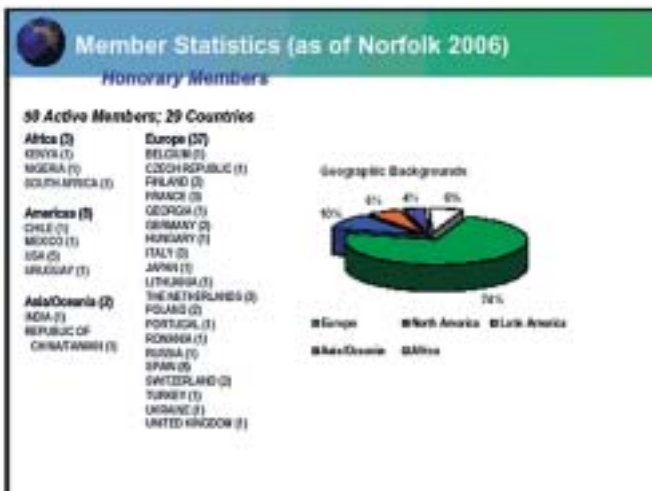 Member Statistics (as of Norfolk 2006)
Honorary Members
50 Active Members; 29 Countries
Africa (3)
KENYA (1)
NIGERIA (1)
SOUTH AFRICA (1)
Americas (8)
CHILE (1)
MEXICO (1)
USA (5)
URUGUAY (1)
Asia/Oceania (2)
INDIA (1)
REPUBLIC OF
CHINA/TAIWAN (1)
Europe (37)
BELGIUM (1)
CZECH REPUBLIC (1)
FINLAND
FRANCE
GEORGIA (1)
GERMANY (2)
HUNGARY (1)
ITALY
JAPAN (1)
LITHUANIA (1)
THE NETHERLANDS
POLAND (2)
PORTUGAL (1)
ROMANIA (1)
RUSSIA (1)
SPAIN
SWITZERLAND (2)
TURKEY (1)
UKRAINE (1)
UNITED KINGDOM (1)
Geographic Backgrounds
10%
6%
4%
6%
74%
Europe North America Latin America
Asia/Oceania Africa